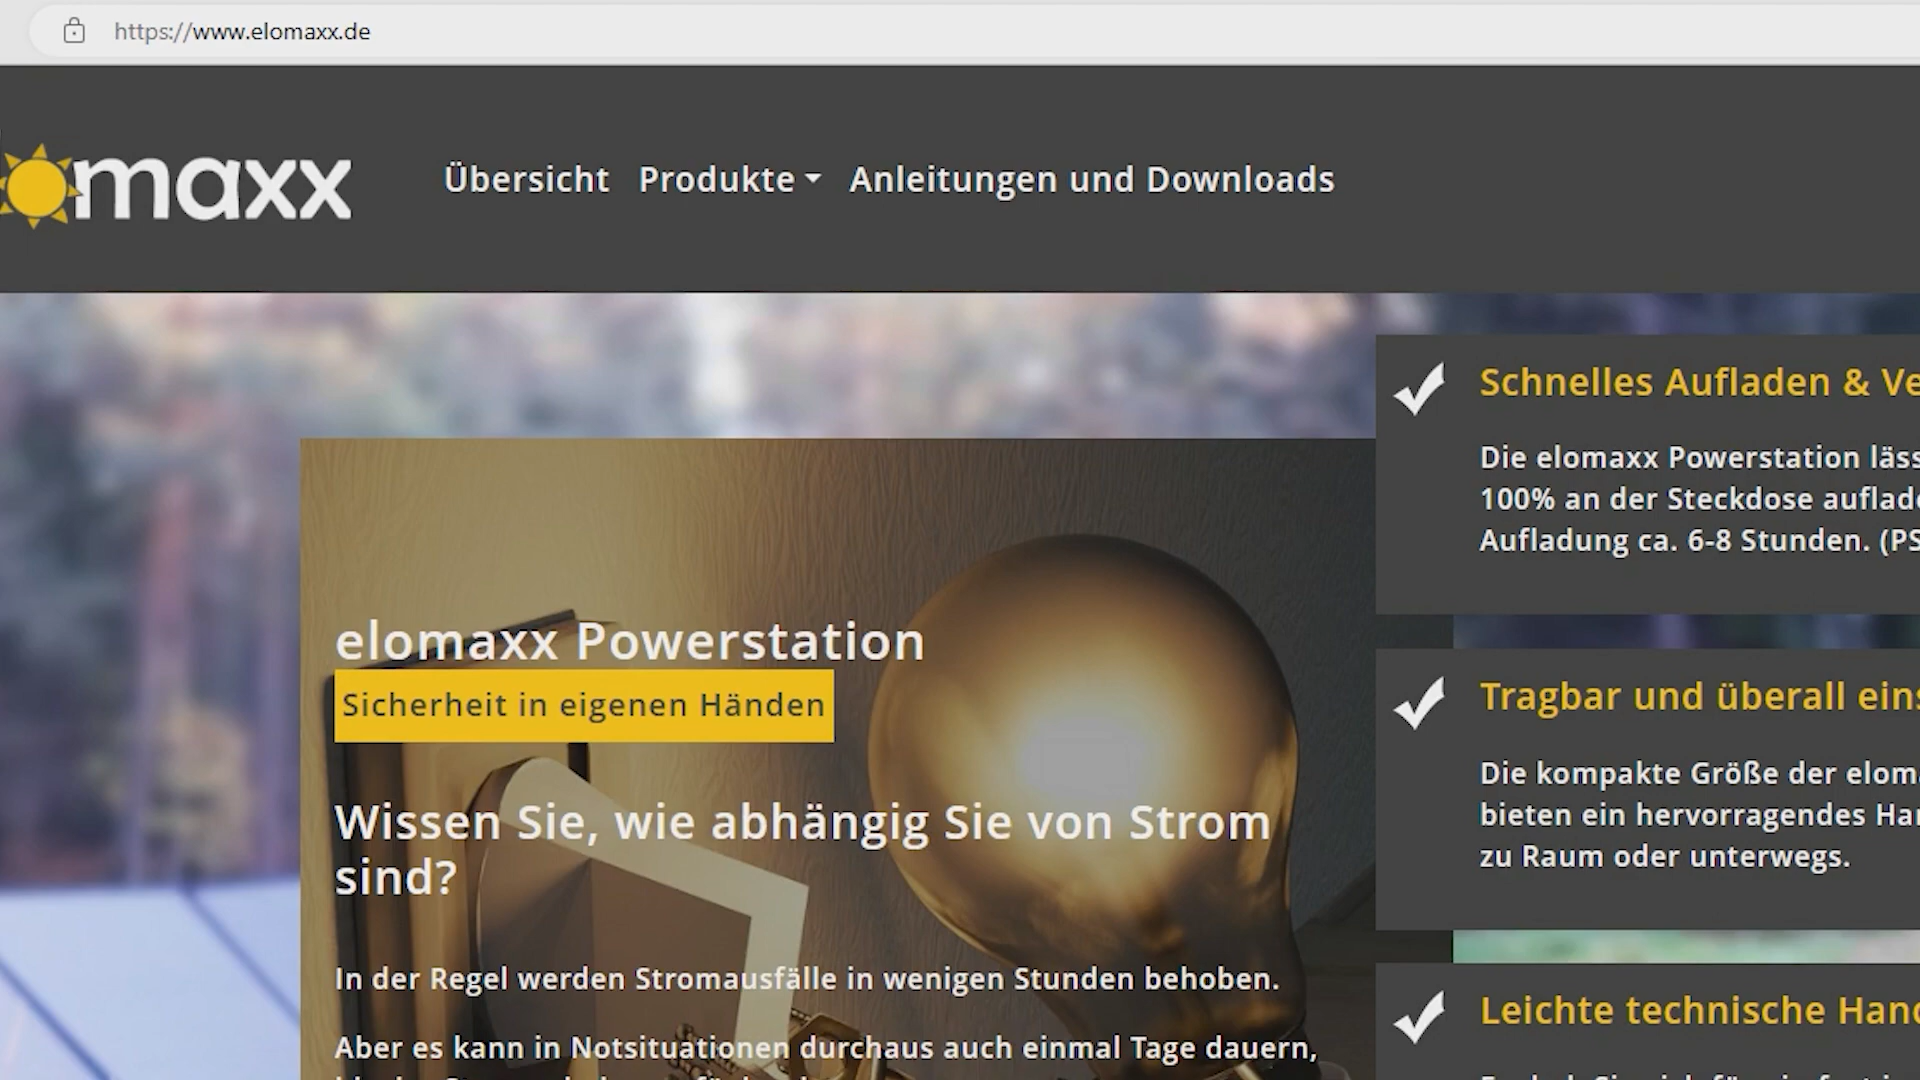 https://www.elomaxx.de
omaxx
Übersicht
Produkte
Anleitungen und Downloads
elomaxx Powerstation
Sicherheit in eigenen Händen
Wissen Sie, wie abhängig Sie von Strom
sind?
In der Regel werden Stromausfälle in wenigen Stunden behoben.
Aber es kann in Notsituationen durchaus auch einmal Tage dauern,
Schnelles Aufladen & Ve
Die elomaxx Powerstation läss
100% an der Steckdose auflad
Aufladung ca. 6-8 Stunden. (PS
Tragbar und überall eins
Die kompakte Größe der elom
bieten ein hervorragendes Han
zu Raum oder unterwegs.
Leichte technische Hand